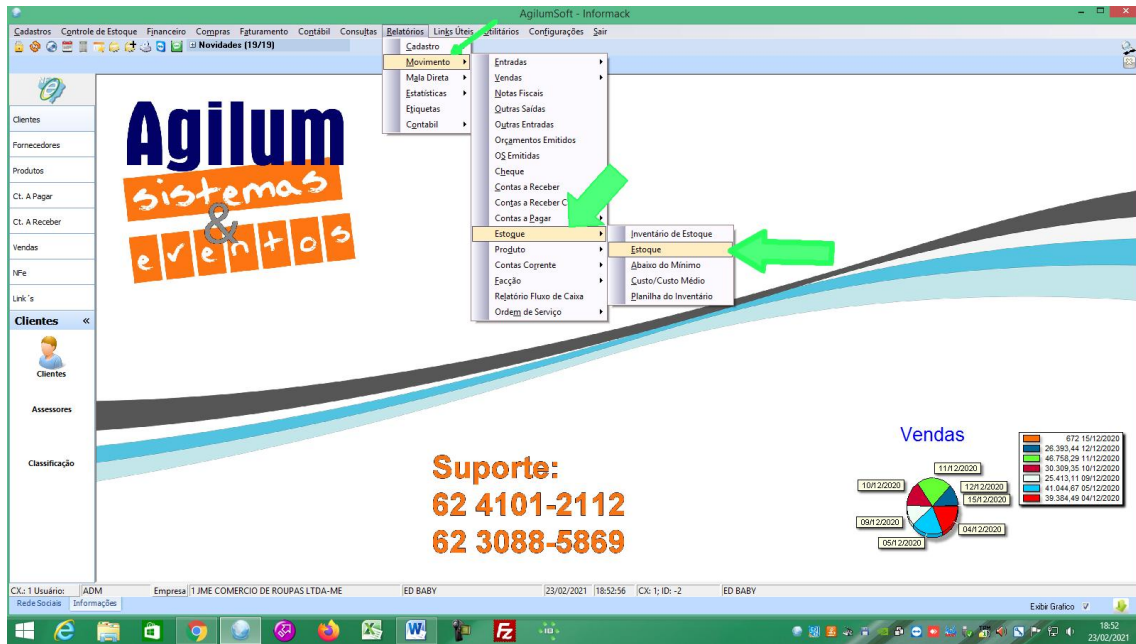 AgilumSoft - Informack
Cadastros Controle de Estoque Financeiro Compras Faturamento Contábil Consultas Relatórios Links Úteis Utilitários Configurações Sair
Novidades (19/19)
Cadastro
Movimento
Mala Direta
Estatísticas
Etiquetas
Contabil
Entradas
Vendas
Notas Fiscais
Outras Saídas
Outras Entradas
Orçamentos Emitidos
OS Emitidas
Cheque
Contas a Receber
Contas a Receber C
Contas a Pagar
Estoque
Produto
Contas Corrente
Facção
Relatório Fluxo de Caixa
Ordem de Serviço
Inventário de Estoque
Estoque
Abaixo do Mínimo
Custo/Custo Médio
Planilha do Inventário
Clientes
Fornecedores
Produtos
Ct. A Pagar
Ct. A Receber
Vendas
NFe
Link´s
Clientes «
Clientes
Assessores
Classificação
Agilum
sistemas
&
eventos
Suporte:
62 4101-2112
62 3088-5869
Vendas
11/12/2020
10/12/2020
12/12/2020
15/12/2020
09/12/2020
04/12/2020
05/12/2020
672 15/12/2020
26.393,44 12/12/2020
46.758,29 11/12/2020
30.309,35 10/12/2020
25.413,11 09/12/2020
41.044,67 05/12/2020
39.384,49 04/12/2020
CX.: 1 Usuário: ADM Empresa 1 JME COMERCIO DE ROUPAS LTDA-ME ED BABY 23/02/2021 18:52:56 CX: 1; ID: -2 ED BABY
Rede Sociais Informações
Exibir Grafico
18:52
23/02/2021